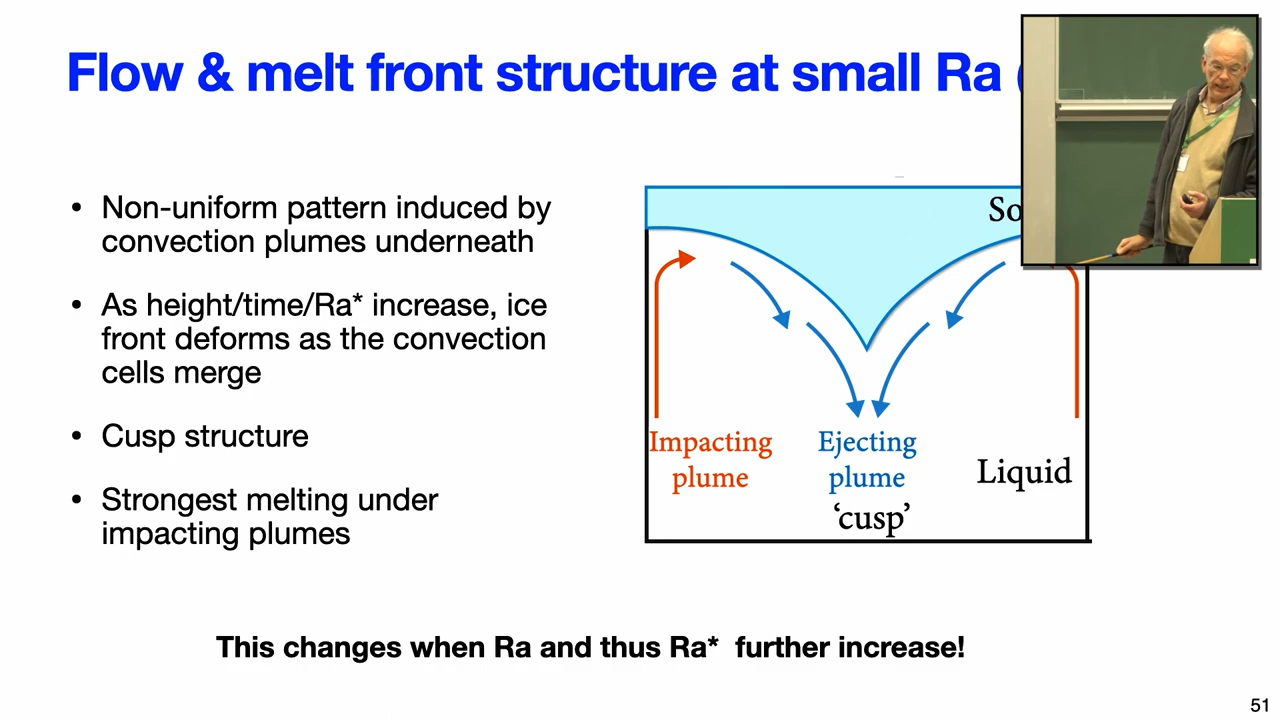 Flow & melt front structure at small Ra
• Non-uniform pattern induced by
convection plumes underneath
• As height/time/Ra* increase, ice
front deforms as the convection
cells merge
• Cusp structure
• Strongest melting under
impacting plumes
So
Impacting
plume
Ejecting
plume
‘cusp’
Liquid
This changes when Ra and thus Ra* further increase!
51